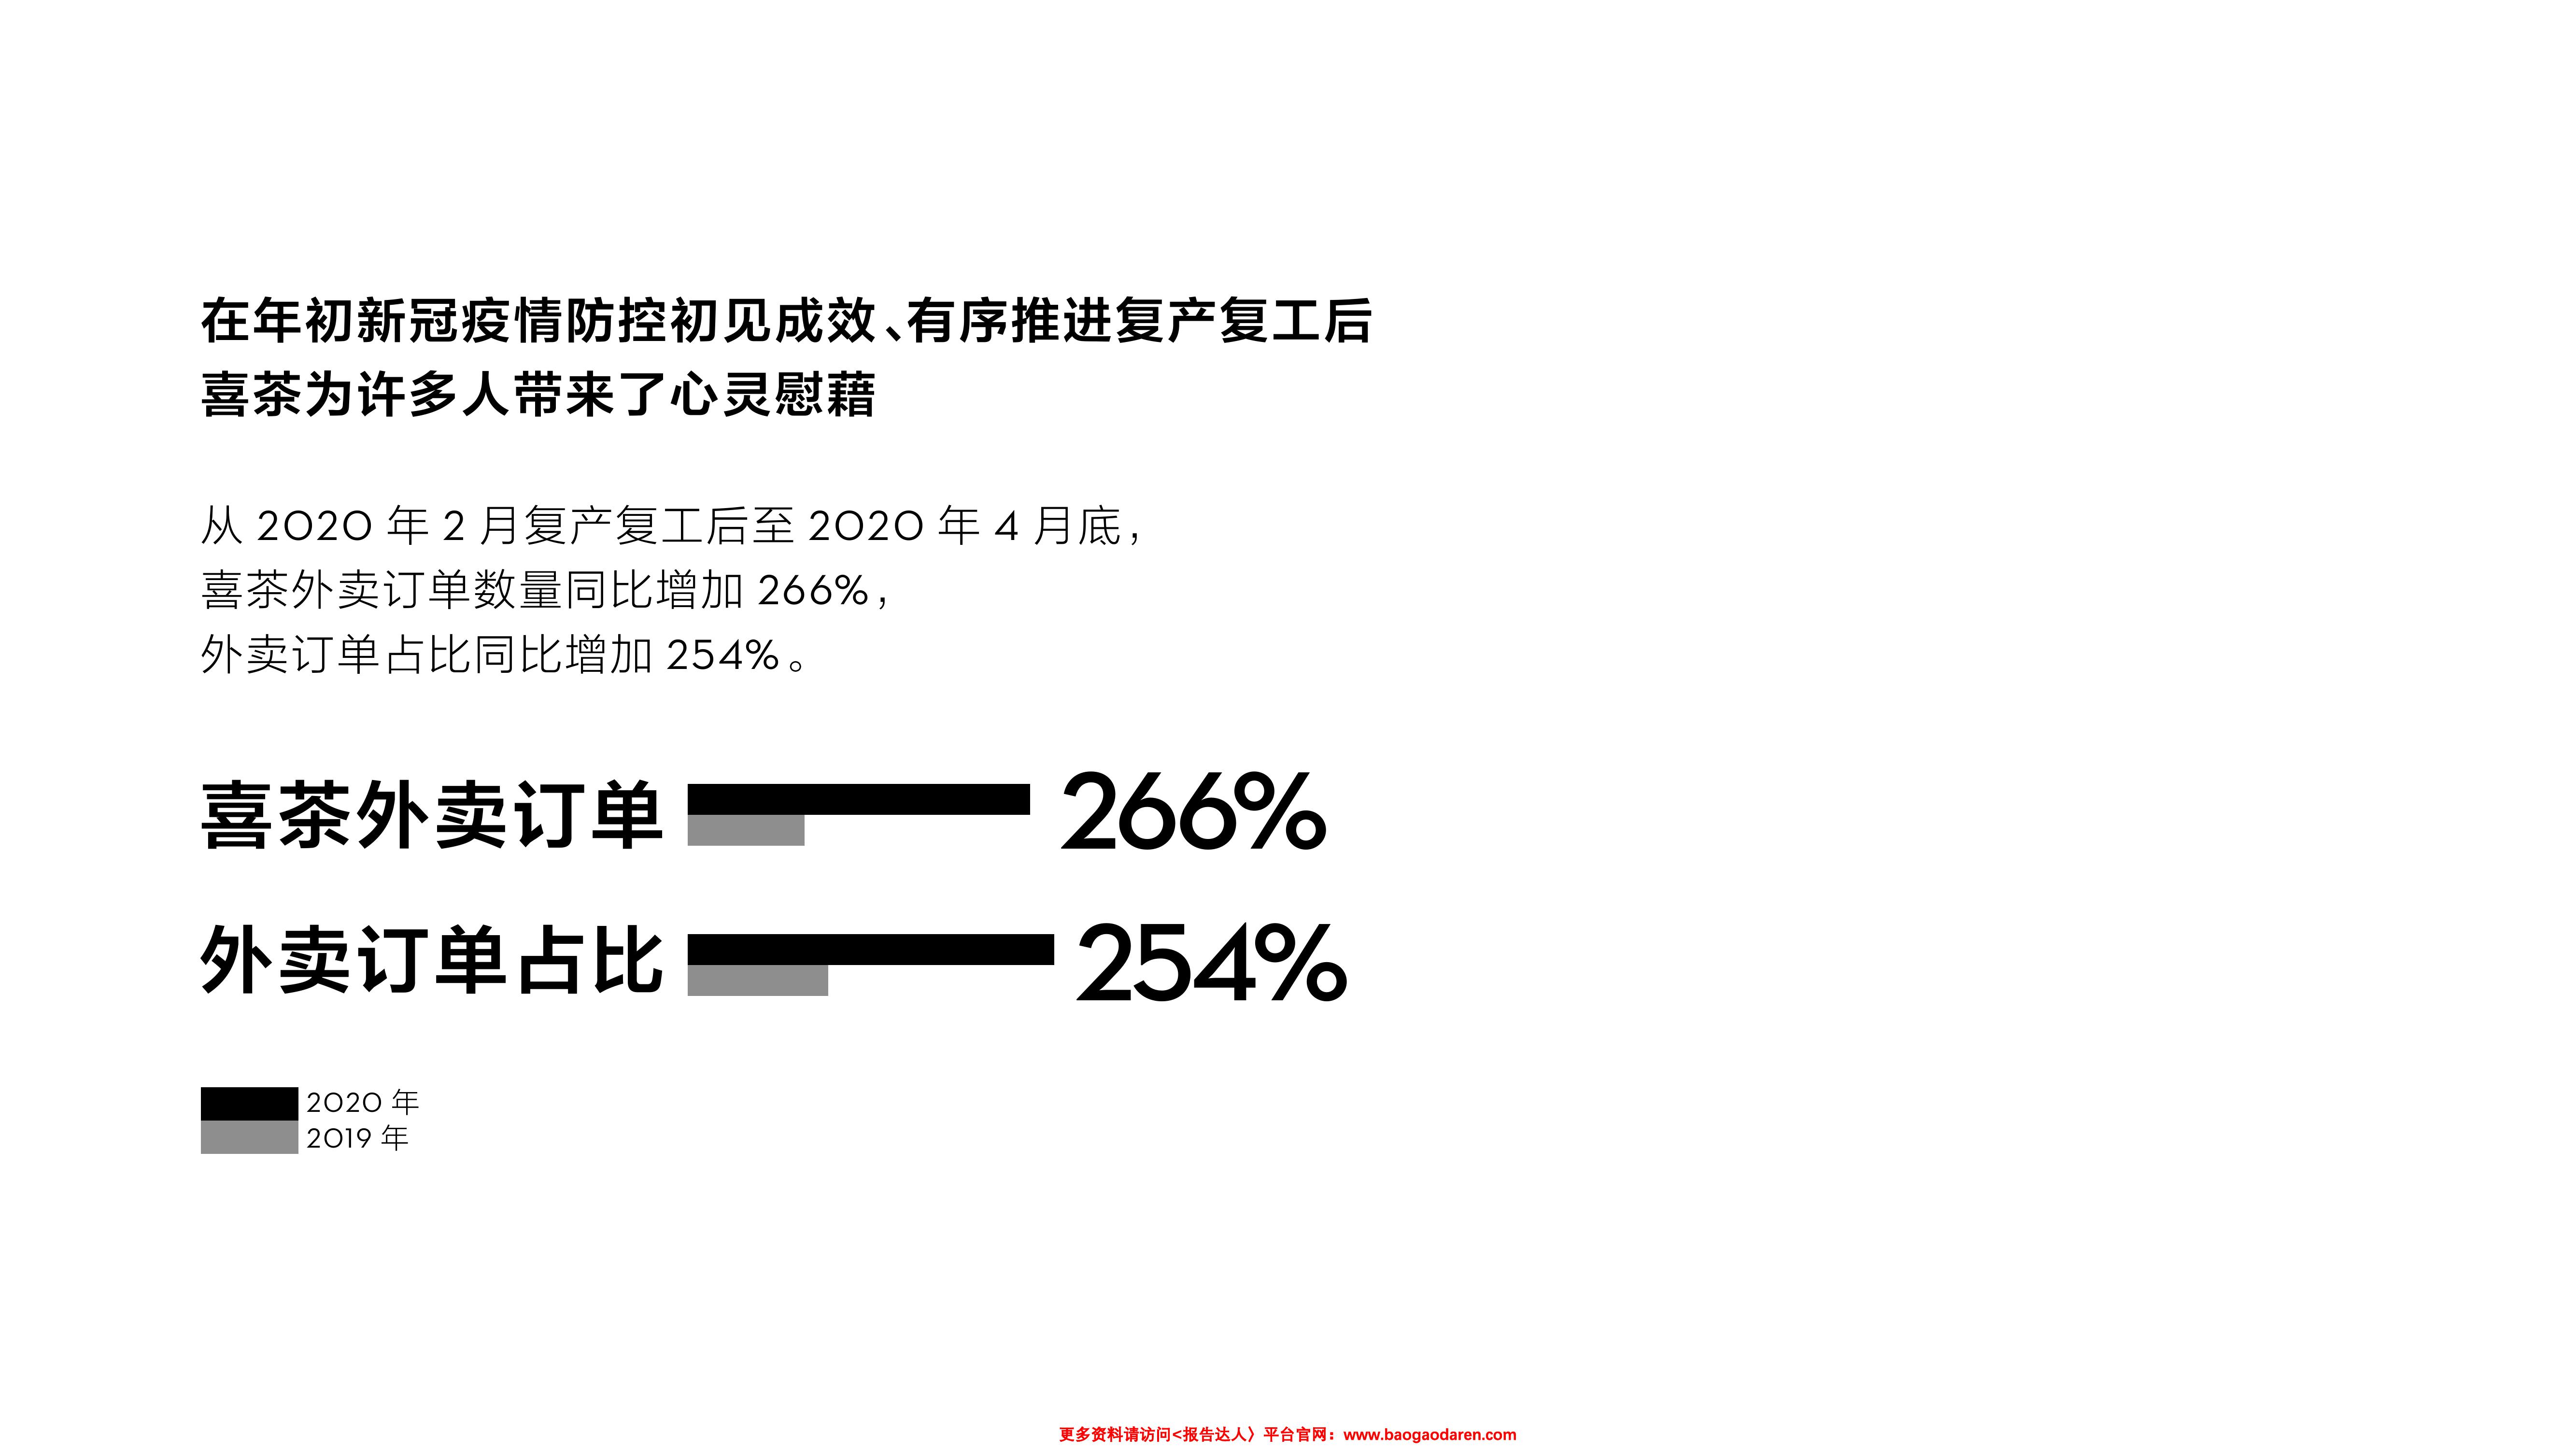 在年初新冠疫情防控初见成效、有序推进复产复工后
喜茶为许多人带来了心灵慰藉
从 2020 年 2 月复产复工后至 2020 年 4 月底，
喜茶外卖订单数量同比增加 266%，
外卖订单占比同比增加 254%。
喜茶外卖订单 266%
外卖订单占比 254%
2020 年
2019 年
更多资料请访问<报告达人〉平台官网：www.baogaodaren.com